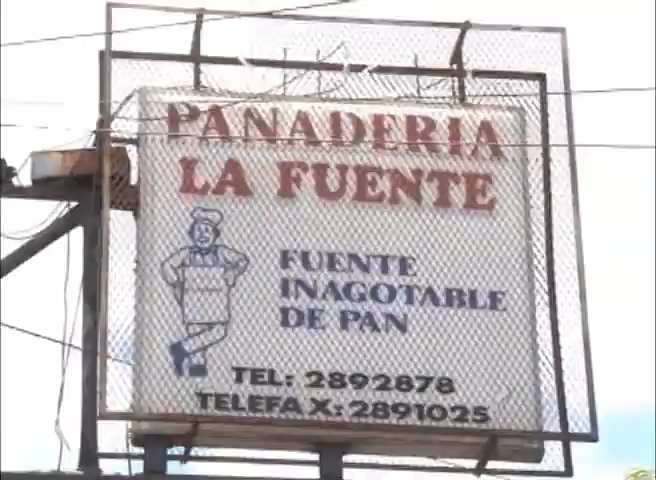 PANADERIA
LA FUENTE
FUENTE
INAGOTABLE
DE PAN
TEL: 2892878
TELEFAX: 2891025